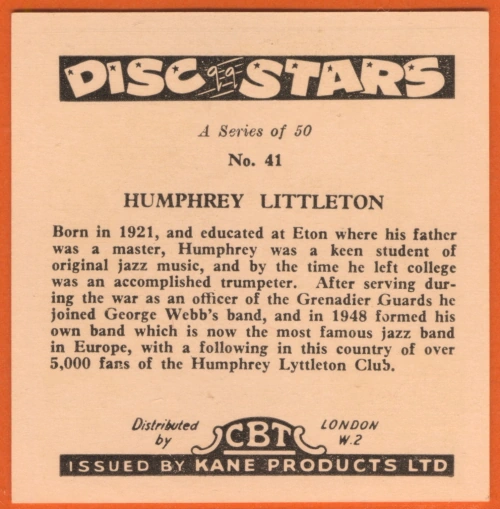 DISC STARS
A Series of 50
No. 41
HUMPHREY LITTLETON
Born in 1921, and educated at Eton where his father
was a master, Humphrey was a keen student of
original jazz music, and by the time he left college
was an accomplished trumpeter. After serving dur-
ing the war as an officer of the Grenadier Guards he
joined George Webb's band, and in 1948 formed his
own band which is now the most famous jazz band
in Europe, with a following in this country of over
5,000 fans of the Humphrey Lyttleton Club.
Distributed by CBT LONDON W.2
ISSUED BY KANE PRODUCTS LTD